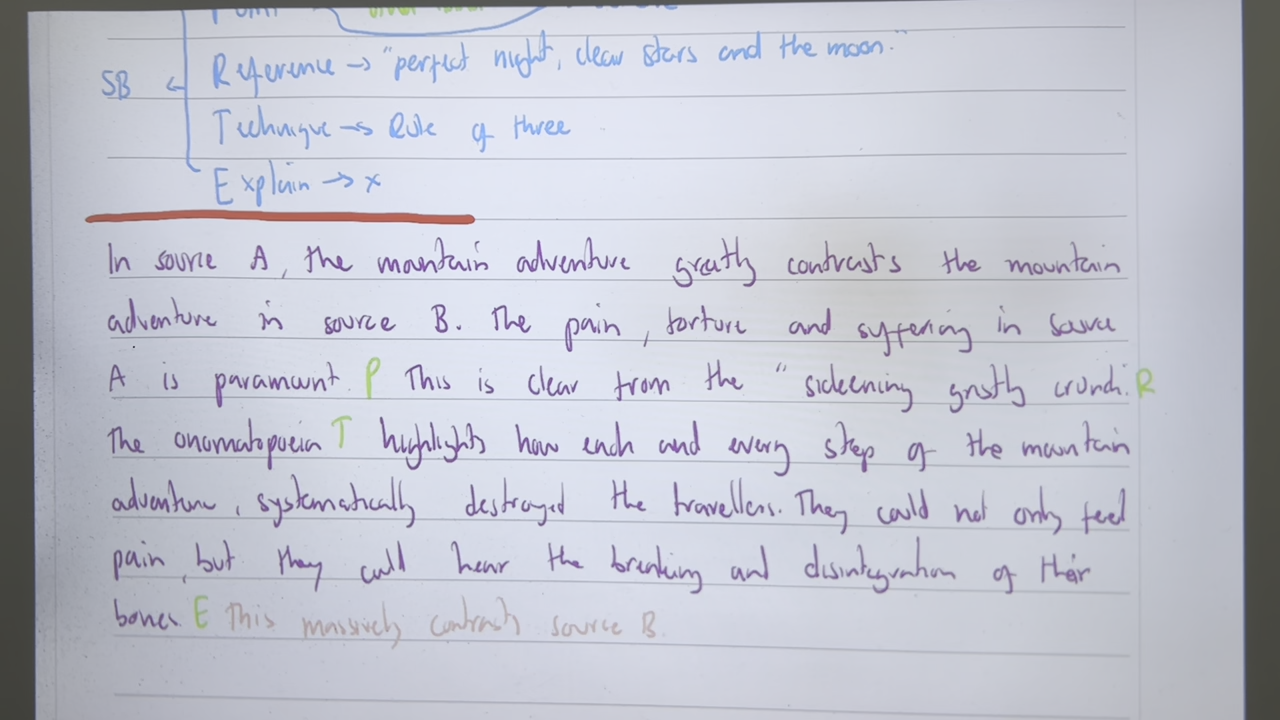 Reference → "perfect night, clear stars and the moon."
SB
Technique → Rule of three
Explain → x
In source A, the mountain adventure greatly contrasts the mountain
adventure in source B. The pain, torture and suffering in source
A is paramount. P This is clear from the "sickening gristly crunch." R
The onomatopoeia T highlights how each and every step of the mountain
adventure, systematically destroyed the travellers. They could not only feel
pain, but they could hear the breaking and disintegration of their
bones. E This massively contrasts source B.